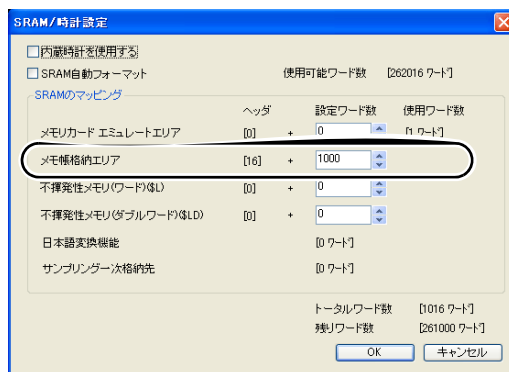 SRAM/時計設定
内蔵時計を使用する
SRAM自動フォーマット 使用可能ワード数 [262016 ワード]
SRAMのマッピング
ヘッダ 設定ワード数 使用ワード数
メモリカード エミュレートエリア [0] + 0 [1 ワード]
メモ帳格納エリア [16] + 1000
不揮発性メモリ(ワード)($L) [0] + 0
不揮発性メモリ(ダブルワード)($LD) [0] + 0
日本語変換機能 [0 ワード]
サンプリング一次格納先 [0 ワード]
トータルワード数 [1016 ワード]
残りワード数 [261000 ワード]
OK キャンセル